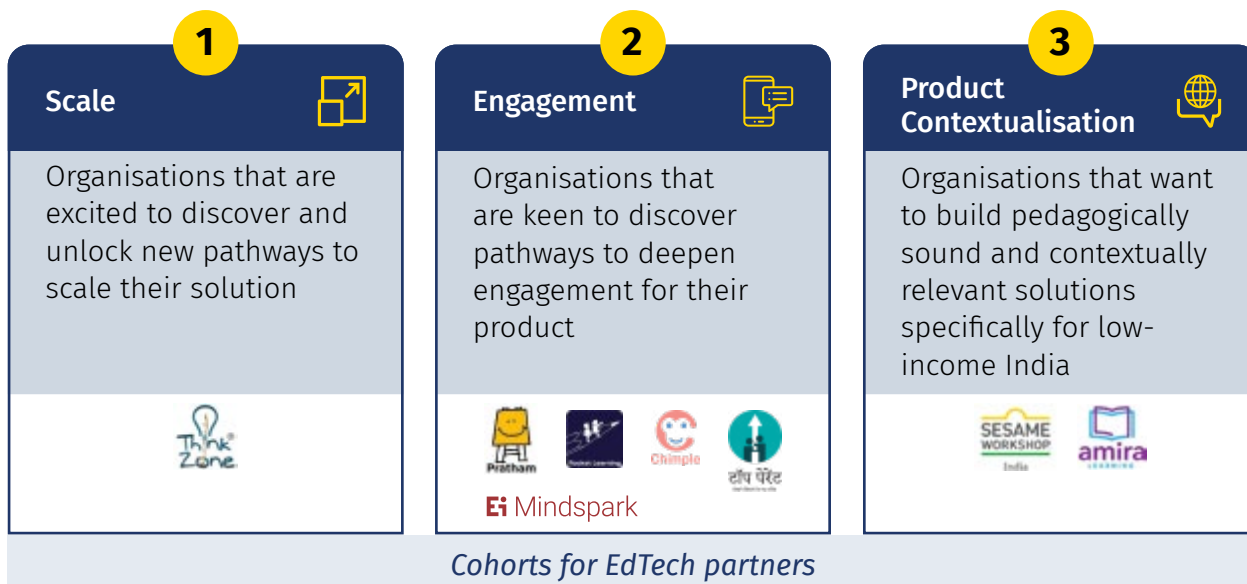 1
Scale
Organisations that are
excited to discover and
unlock new pathways to
scale their solution
Think
Zone
2
Engagement
Organisations that
are keen to discover
pathways to deepen
engagement for their
product
Pratham
Rocket Learning
Chimple
टॉप पेरेंट
Ei Mindspark
3
Product
Contextualisation
Organisations that want
to build pedagogically
sound and contextually
relevant solutions
specifically for low-
income India
SESAME
WORKSHOP
India
amira
LEARNING
Cohorts for EdTech partners